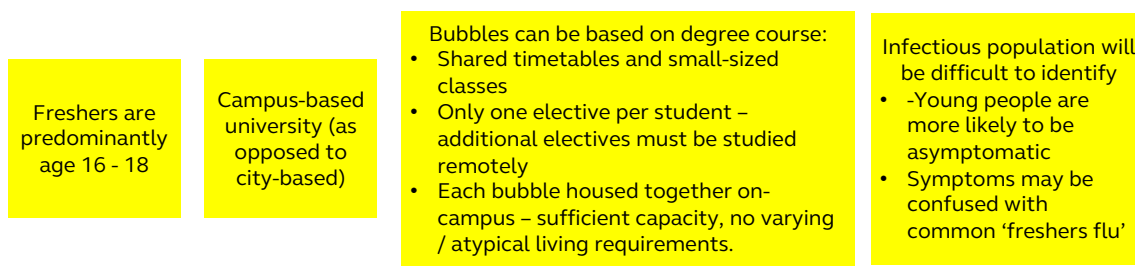 Freshers are
predominantly
age 16 - 18
Campus-based
university (as
opposed to
city-based)
Bubbles can be based on degree course:
• Shared timetables and small-sized
classes
• Only one elective per student –
additional electives must be studied
remotely
• Each bubble housed together on-
campus – sufficient capacity, no varying
/ atypical living requirements.
Infectious population will
be difficult to identify
• -Young people are
more likely to be
asymptomatic
• Symptoms may be
confused with
common ‘freshers flu’